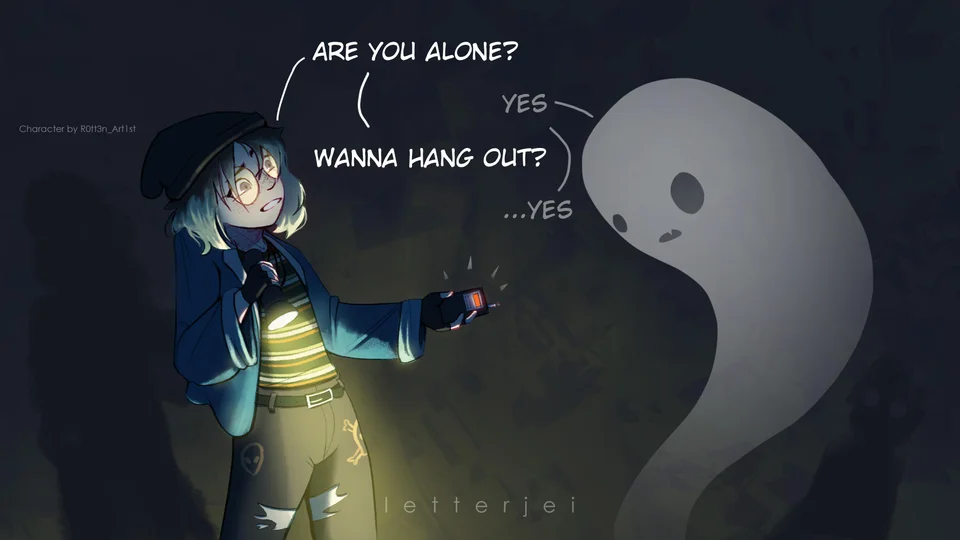 ARE YOU ALONE?
YES
Character by R0tt3n_Art1st
WANNA HANG OUT?
...YES
letterjei